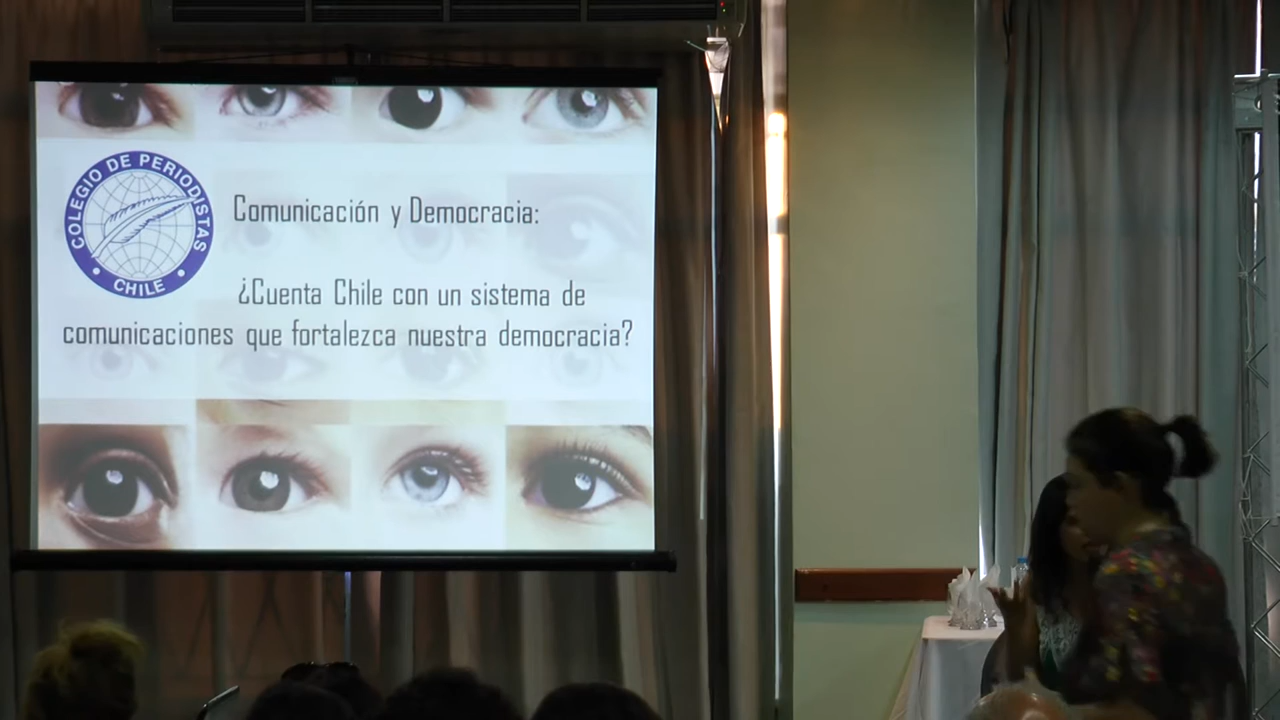 COLEGIO DE PERIODISTAS
CHILE
Comunicación y Democracia:
¿Cuenta Chile con un sistema de
comunicaciones que fortalezca nuestra democracia?